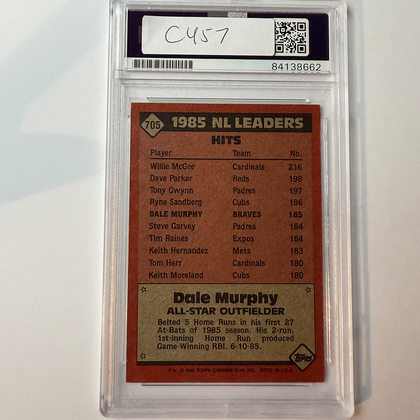 C457
84138662
705 1985 NL LEADERS
HITS
Player Team No.
Willie McGee Cardinals 216
Dave Parker Reds 198
Tony Gwynn Padres 197
Ryne Sandberg Cubs 186
DALE MURPHY BRAVES 185
Steve Garvey Padres 184
Tim Raines Expos 184
Keith Hernandez Mets 183
Tom Herr Cardinals 180
Keith Moreland Cubs 180
Dale Murphy
ALL-STAR OUTFIELDER
Belted 5 Home Runs in his first 27
At-Bats of 1985 season. His 2-run,
1st-inning Home Run produced
Game-Winning RBI, 6-10-85.
Topps